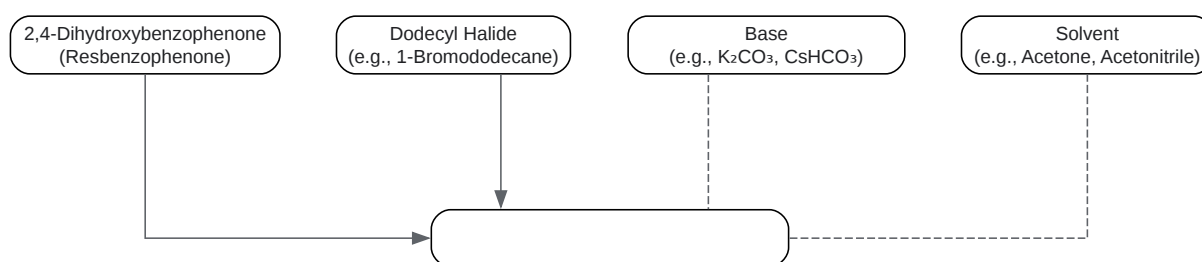 2,4-Dihydroxybenzophenone
(Resbenzophenone)
Dodecyl Halide
(e.g., 1-Bromododecane)
Base
(e.g., K₂CO₃, CsHCO₃)
Solvent
(e.g., Acetone, Acetonitrile)